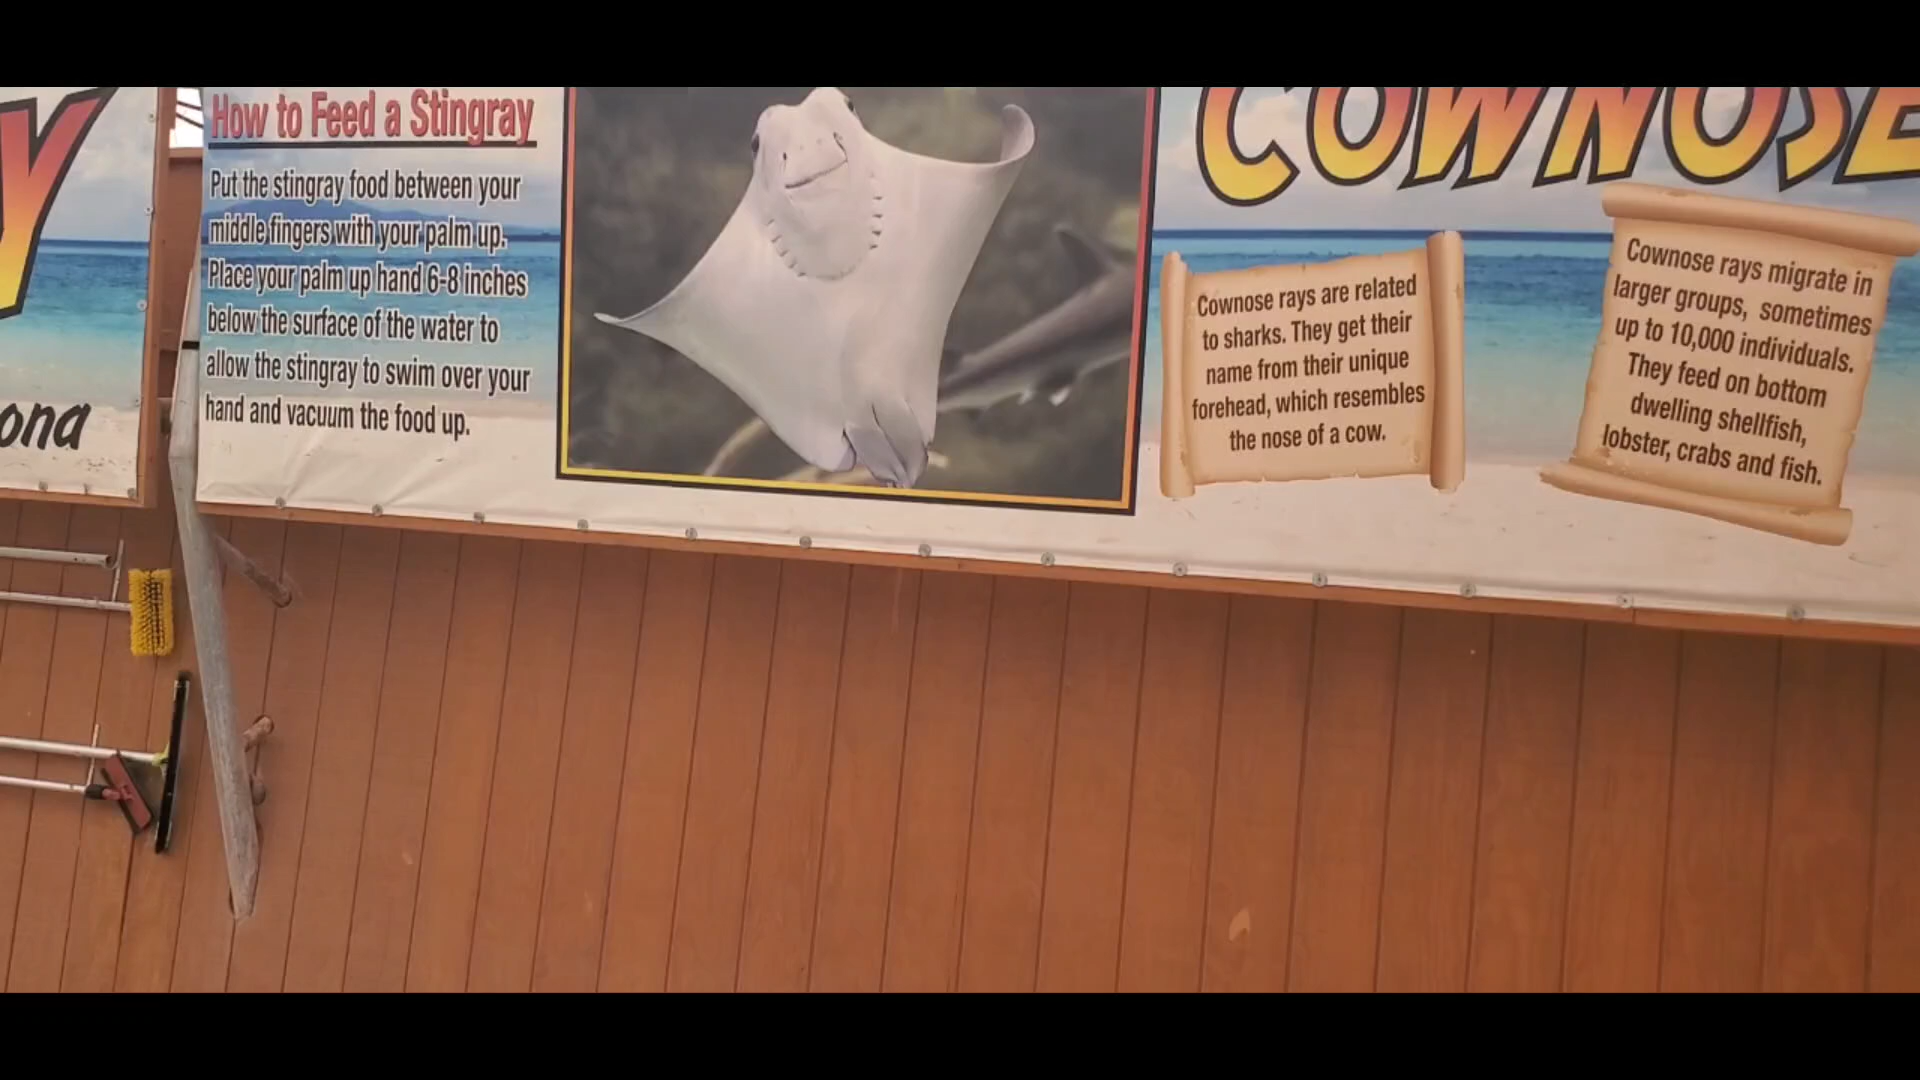 Y
ona
How to Feed a Stingray
Put the stingray food between your
middle fingers with your palm up.
Place your palm up hand 6-8 inches
below the surface of the water to
allow the stingray to swim over your
hand and vacuum the food up.
COWNOSE
Cownose rays are related
to sharks. They get their
name from their unique
forehead, which resembles
the nose of a cow.
Cownose rays migrate in
larger groups, sometimes
up to 10,000 individuals.
They feed on bottom
dwelling shellfish,
lobster, crabs and fish.